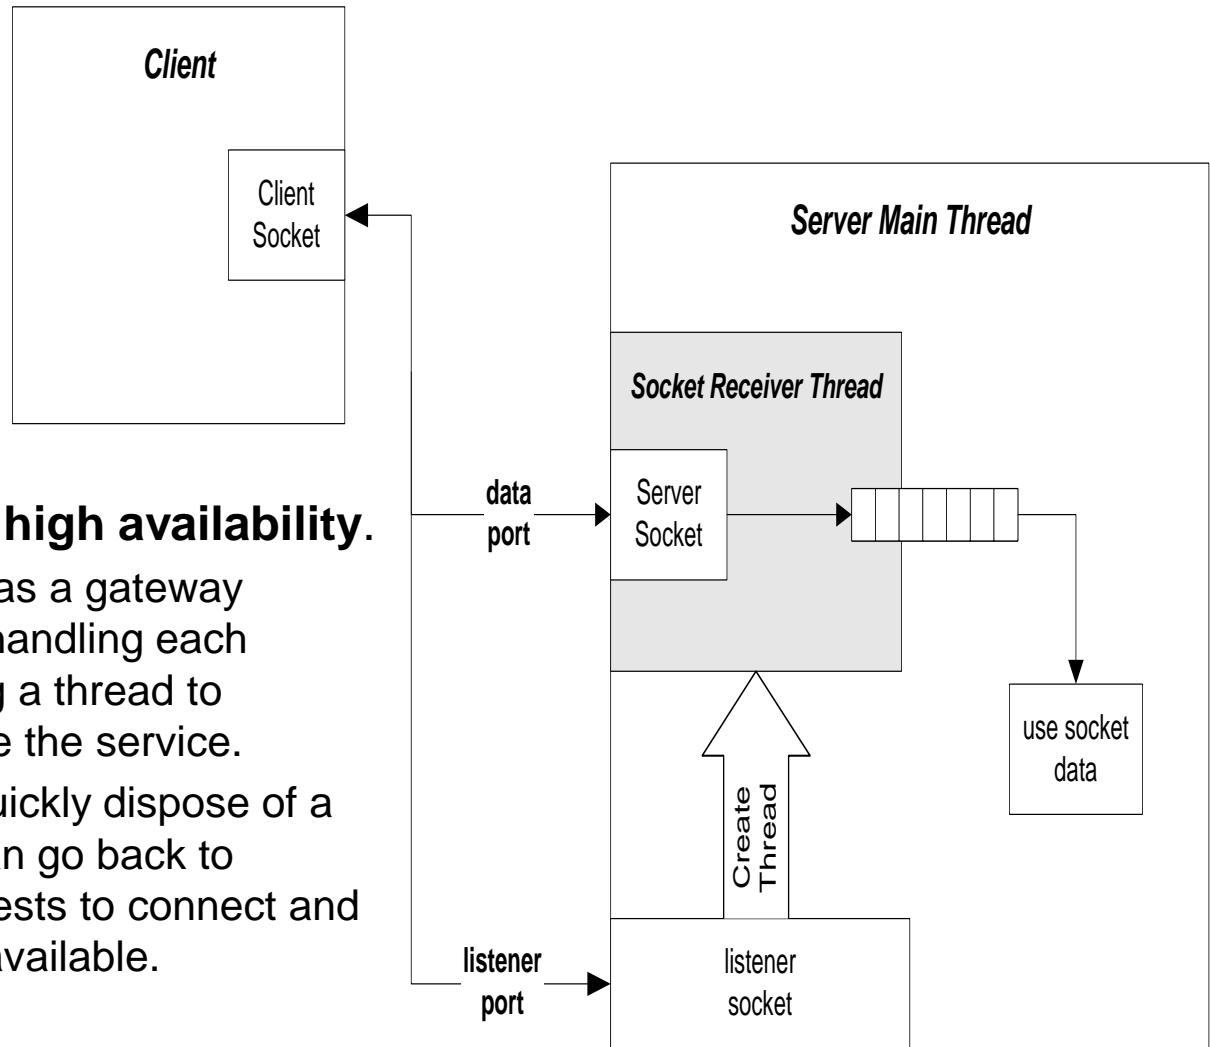 Client
Client
Socket
Server Main Thread
Socket Receiver Thread
data
port
Server
Socket
high availability.
as a gateway
handling each
g a thread to
e the service.
uickly dispose of a
an go back to
ests to connect and
available.
use socket
data
Create
Thread
listener
port
listener
socket